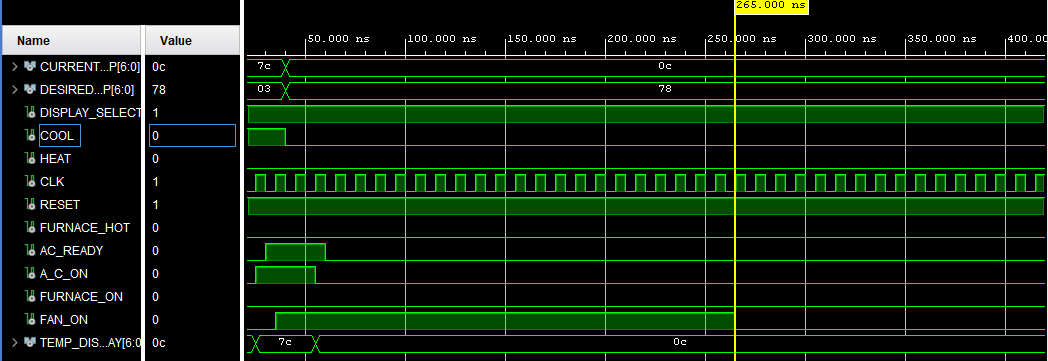 265.000 ns
Name Value
50.000 ns 100.000 ns 150.000 ns 200.000 ns 250.000 ns 300.000 ns 350.000 ns 400.0
CURRENT...P[6:0] 0c 7c 0c
DESIRED...P[6:0] 78 03 78
DISPLAY_SELECT 1
COOL 0
HEAT 0
CLK 1
RESET 1
FURNACE_HOT 0
AC_READY 0
A_C_ON 0
FURNACE_ON 0
FAN_ON 0
TEMP_DIS...AY[6:0 0c 7c 0c